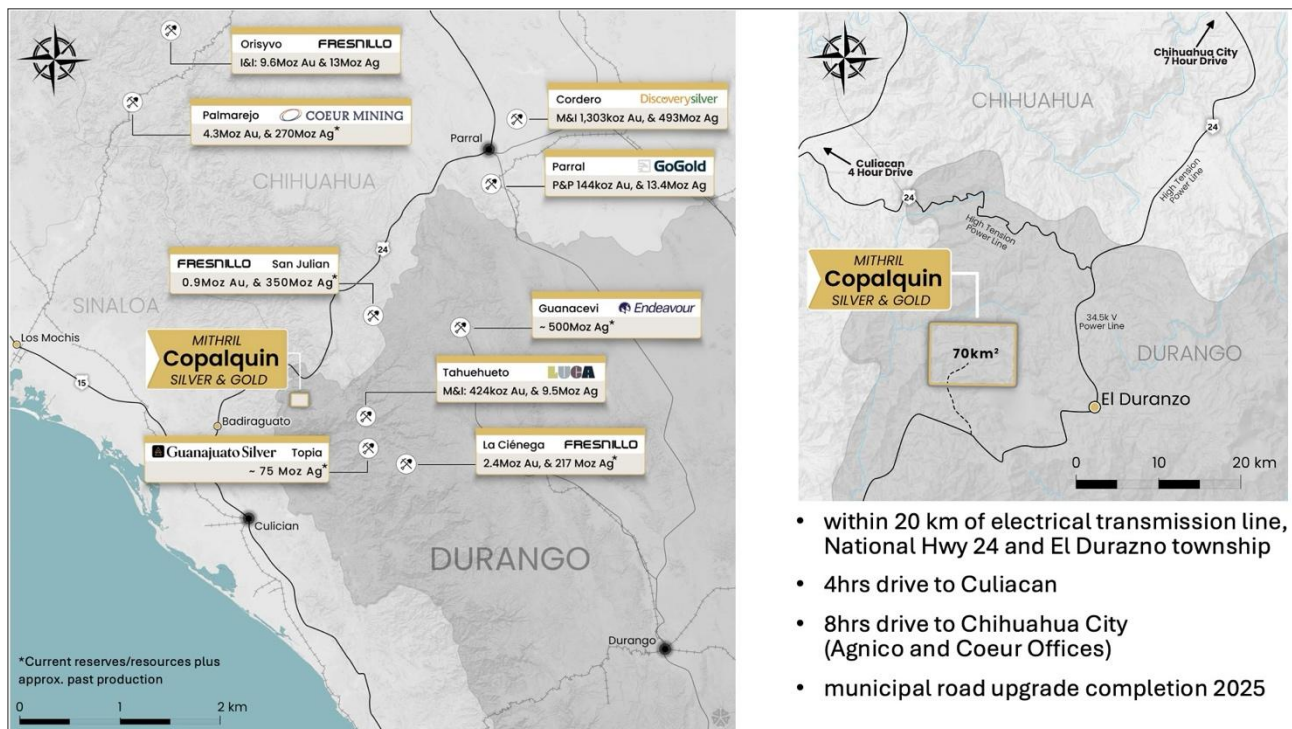 Orisyvo FRESNILLO
I&I: 9.6Moz Au & 13Moz Ag
Palmarejo COEUR MINING
4.3Moz Au, & 270Moz Ag*
Cordero Discoverysilver
M&I 1,303koz Au, & 493Moz Ag
Parral
Parral GoGold
P&P 144koz Au, & 13.4Moz Ag
CHIHUAHUA
24
FRESNILLO San Julian
0.9Moz Au, & 350Moz Ag*
SINALOA
Guanacevi Endeavour
~ 500Moz Ag*
Los Mochis
MITHRIL
Copalquin
SILVER & GOLD
15
Tahuehueto LUCA
M&I: 424koz Au, & 9.5Moz Ag
Badiraguato
Guanajuato Silver Topia
~ 75 Moz Ag*
La Ciénega FRESNILLO
2.4Moz Au, & 217 Moz Ag*
Culician
DURANGO
Durango
*Current reserves/resources plus
approx. past production
0 1 2 km
Chihuahua City
7 Hour Drive
CHIHUAHUA
24
Culiacan
4 Hour Drive
24
High Tension
Power Line
High Tension
Power Line
MITHRIL
Copalquin
SILVER & GOLD
34.5k V
Power Line
70km²
DURANGO
El Duranzo
0 10 20 km
• within 20 km of electrical transmission line,
National Hwy 24 and El Durazno township
• 4hrs drive to Culiacan
• 8hrs drive to Chihuahua City
(Agnico and Coeur Offices)
• municipal road upgrade completion 2025